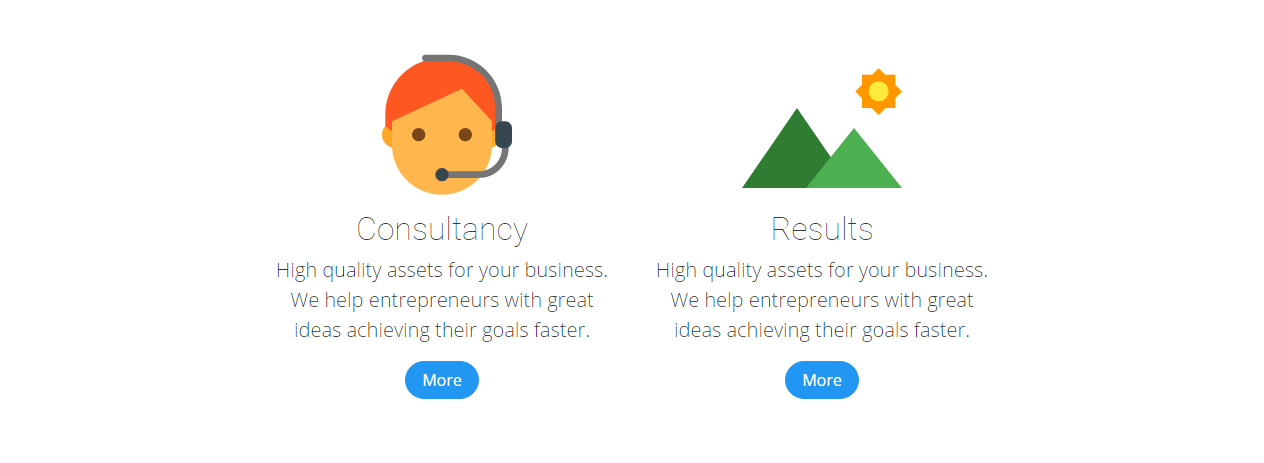 Consultancy
High quality assets for your business.
We help entrepreneurs with great
ideas achieving their goals faster.
More
Results
High quality assets for your business.
We help entrepreneurs with great
ideas achieving their goals faster.
More